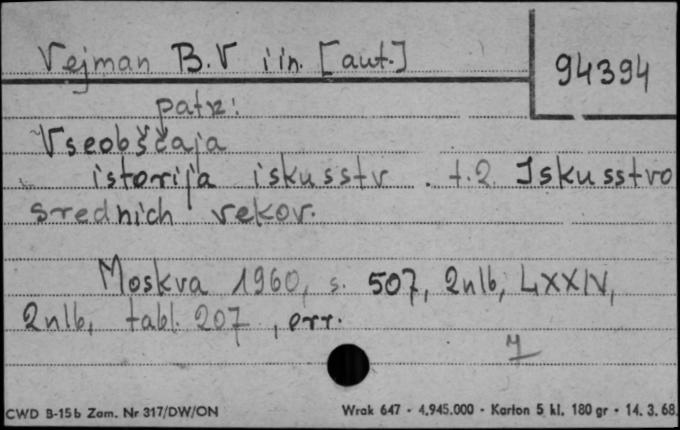 Vejman B.V i in. [aut.]
94394
patrz:
Vseobščaja
istorija iskusstv . t.2. Iskusstvo
srednich vekov.
Moskva 1960, s. 507, 2nlb, LXXIV,
2nlb, tabl. 207 , err.
CWD B-15b Zam. Nr 317/DW/ON
Wrak 647 - 4.945.000 - Karton 5 kl. 180 gr - 14. 3. 68